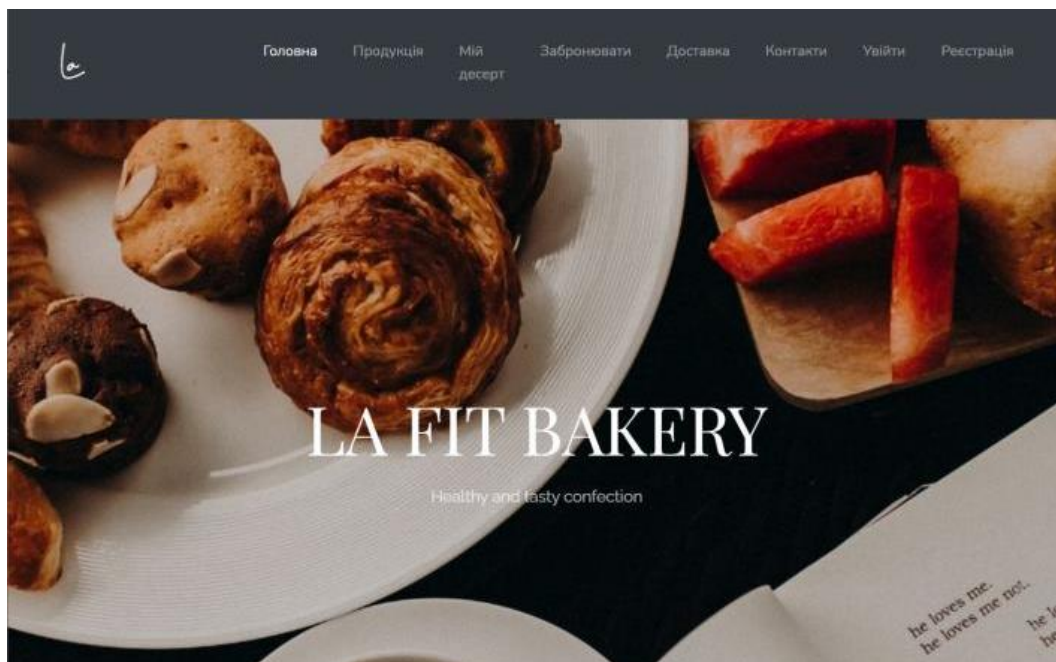 La
Головна Продукція Мій десерт Забронювати Доставка Контакти Увійти Реєстрація
LA FIT BAKERY
Healthy and tasty confection
he loves me.
he loves me not.